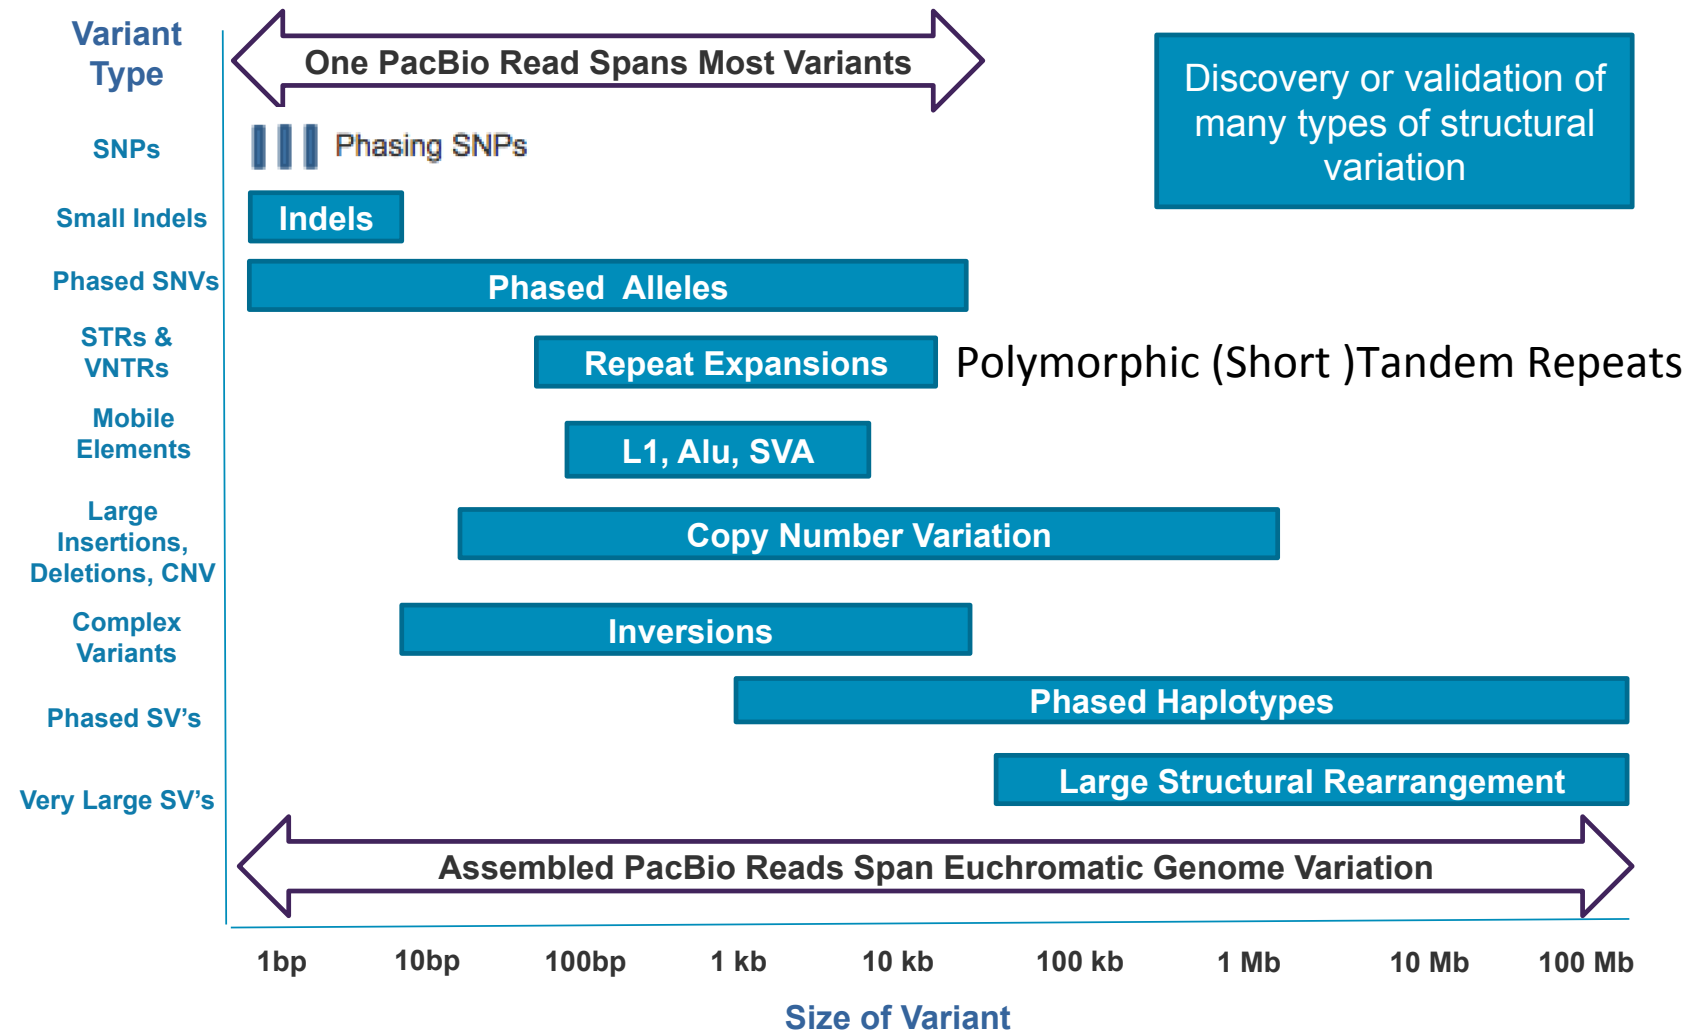 Variant
Type
One PacBio Read Spans Most Variants
Discovery or validation of
many types of structural
variation
SNPs
Phasing SNPs
Small Indels
Indels
Phased SNVs
Phased Alleles
STRs &
VNTRs
Repeat Expansions
Polymorphic (Short )Tandem Repeats
Mobile
Elements
L1, Alu, SVA
Large
Insertions,
Deletions, CNV
Copy Number Variation
Complex
Variants
Inversions
Phased SV’s
Phased Haplotypes
Very Large SV’s
Large Structural Rearrangement
Assembled PacBio Reads Span Euchromatic Genome Variation
1bp 10bp 100bp 1 kb 10 kb 100 kb 1 Mb 10 Mb 100 Mb
Size of Variant